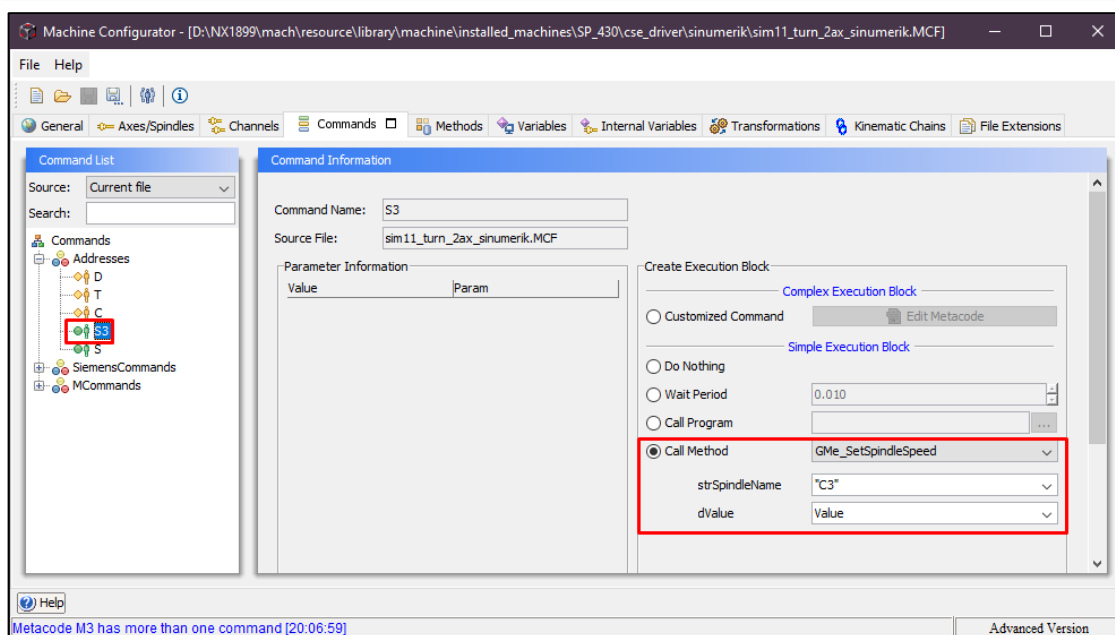 Machine Configurator - [D:\NX1899\mach\resource\library\machine\installed_machines\SP_430\cse_driver\sinumerik\sim11_turn_2ax_sinumerik.MCF]
File Help
General Axes/Spindles Channels Commands Methods Variables Internal Variables Transformations Kinematic Chains File Extensions
Command List
Source: Current file
Search:
Commands
Addresses
D
T
C
S3
S
SiemensCommands
MCommands
Command Information
Command Name: S3
Source File: sim11_turn_2ax_sinumerik.MCF
Parameter Information
Value Param
Create Execution Block
Complex Execution Block
Customized Command Edit Metacode
Simple Execution Block
Do Nothing
Wait Period 0.010
Call Program ...
Call Method GMe_SetSpindleSpeed
strSpindleName "C3"
dValue Value
Help
Metacode M3 has more than one command [20:06:59] Advanced Version